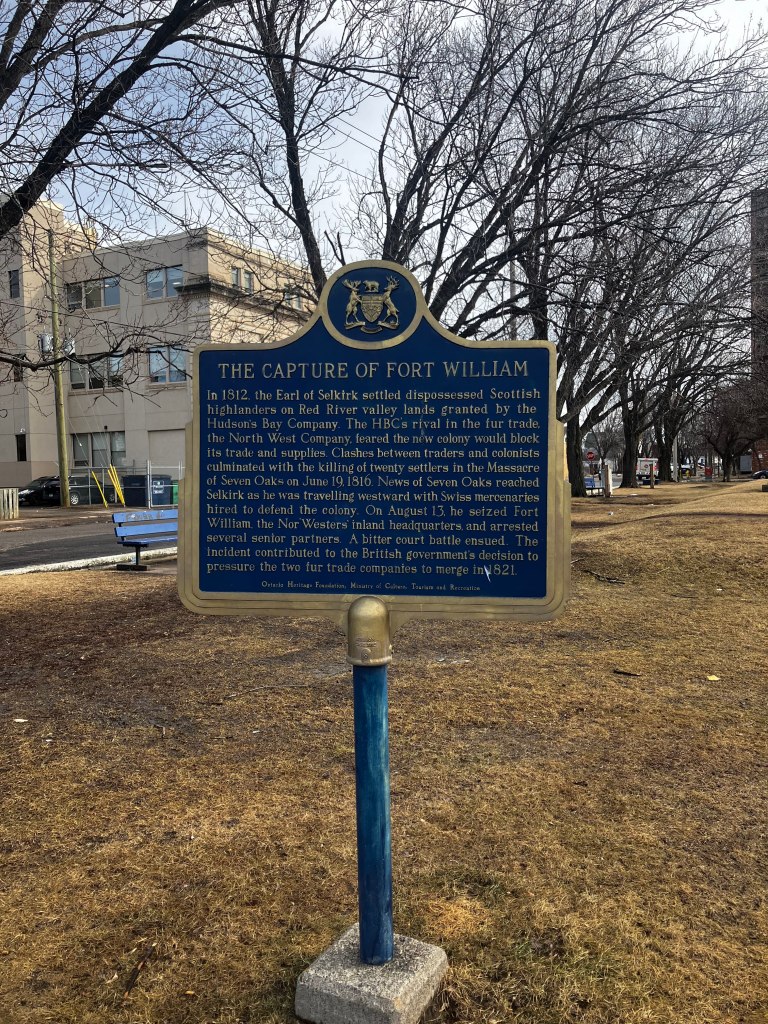 THE CAPTURE OF FORT WILLIAM
In 1812, the Earl of Selkirk settled dispossessed Scottish
highlanders on Red River valley lands granted by the
Hudson's Bay Company. The HBC's rival in the fur trade,
the North West Company, feared the new colony would block
its trade and supplies. Clashes between traders and colonists
culminated with the killing of twenty settlers in the Massacre
of Seven Oaks on June 19, 1816. News of Seven Oaks reached
Selkirk as he was travelling westward with Swiss mercenaries
hired to defend the colony. On August 13, he seized Fort
William, the Nor'Westers' inland headquarters, and arrested
several senior partners. A bitter court battle ensued. The
incident contributed to the British government's decision to
pressure the two fur trade companies to merge in 1821.
Ontario Heritage Foundation, Ministry of Culture, Tourism and Recreation